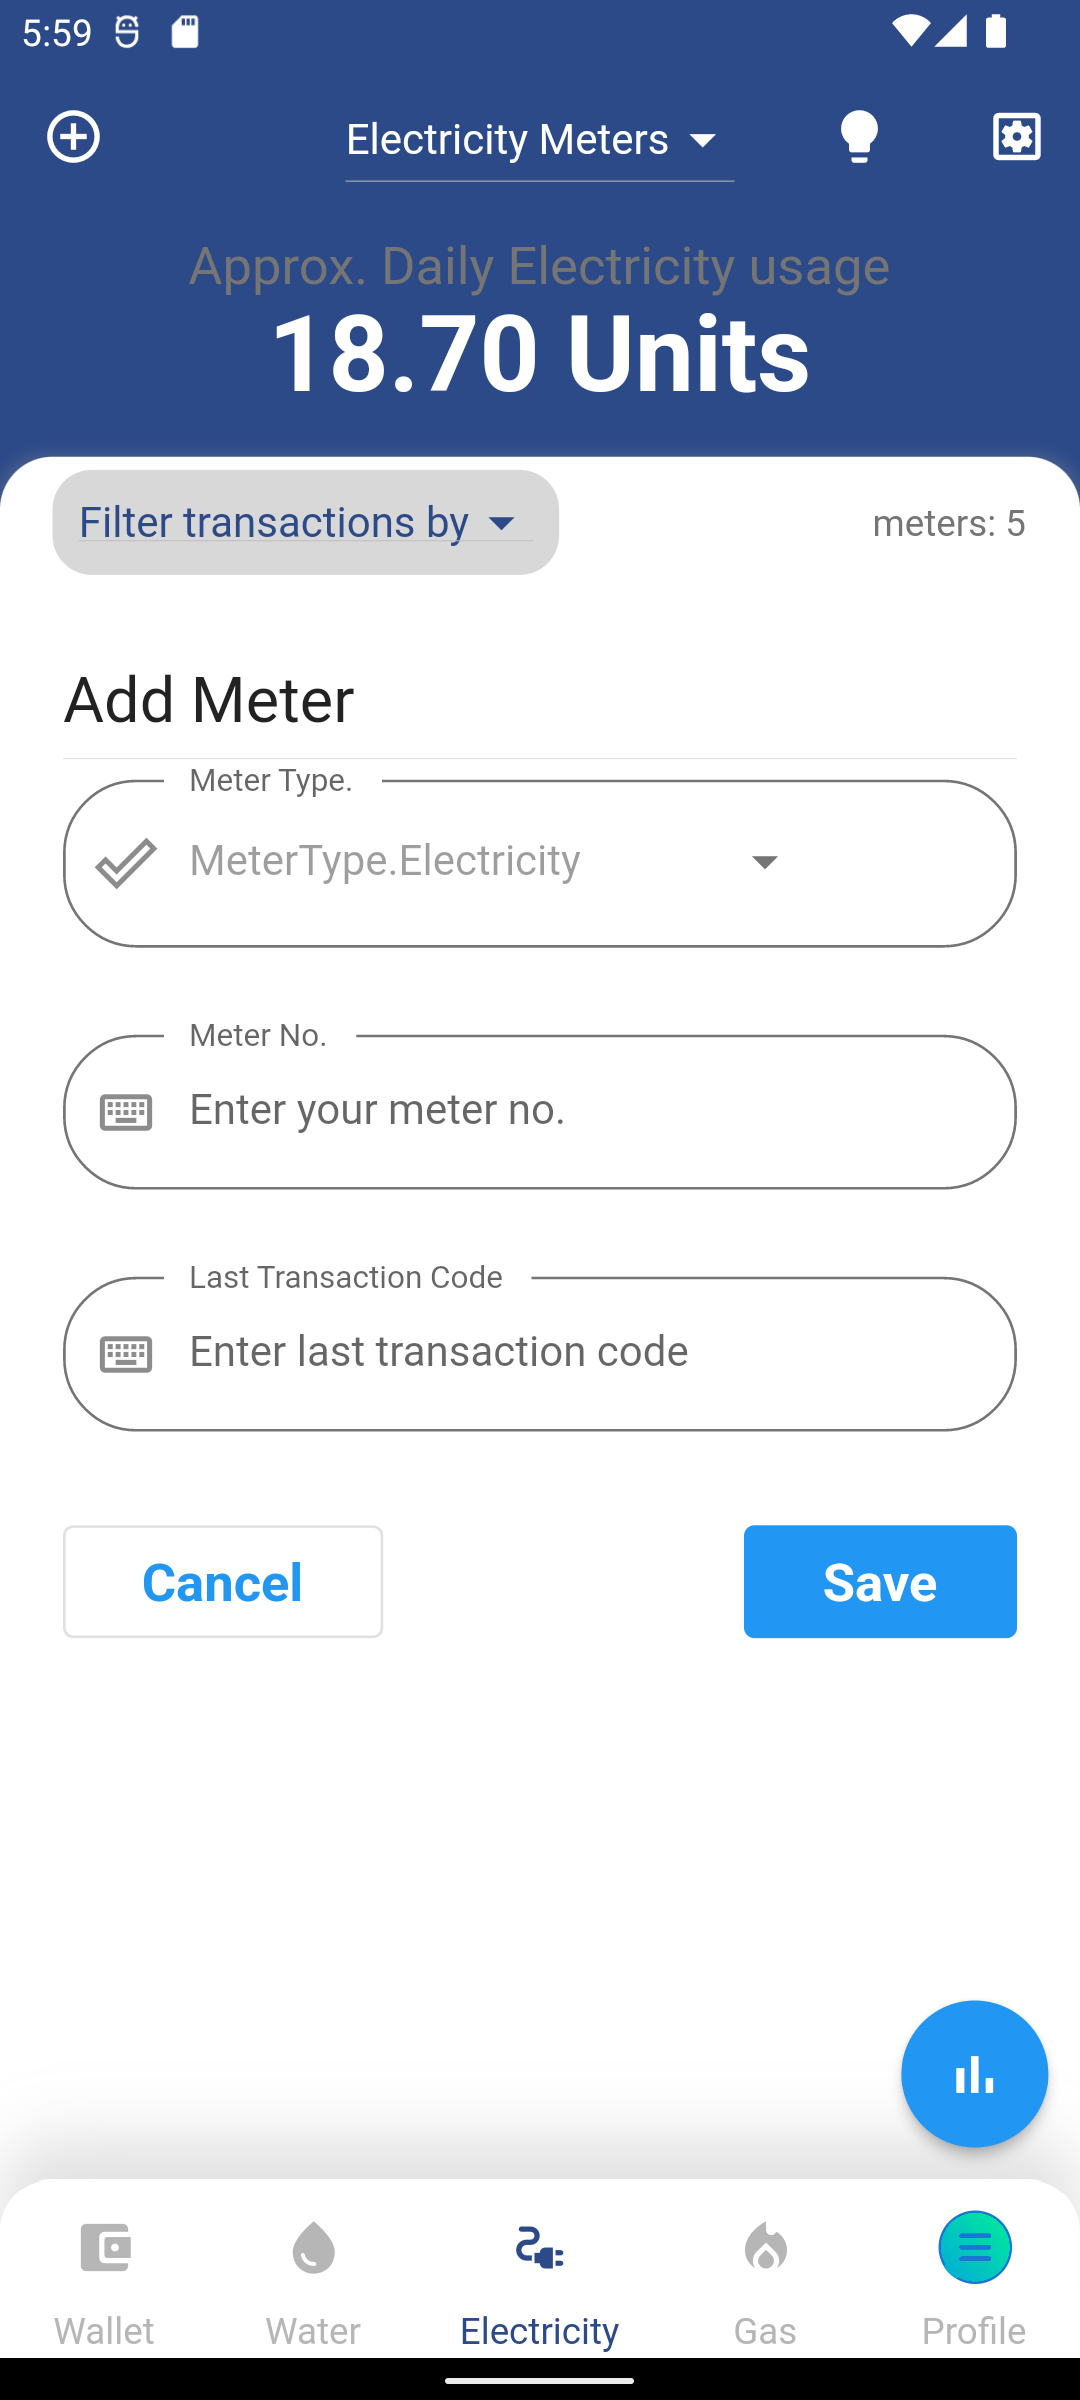 5:59
Electricity Meters
Approx. Daily Electricity usage
18.70 Units
Filter transactions by
meters: 5
Add Meter
Meter Type.
MeterType.Electricity
Meter No.
Enter your meter no.
Last Transaction Code
Enter last transaction code
Cancel
Save
Wallet
Water
Electricity
Gas
Profile